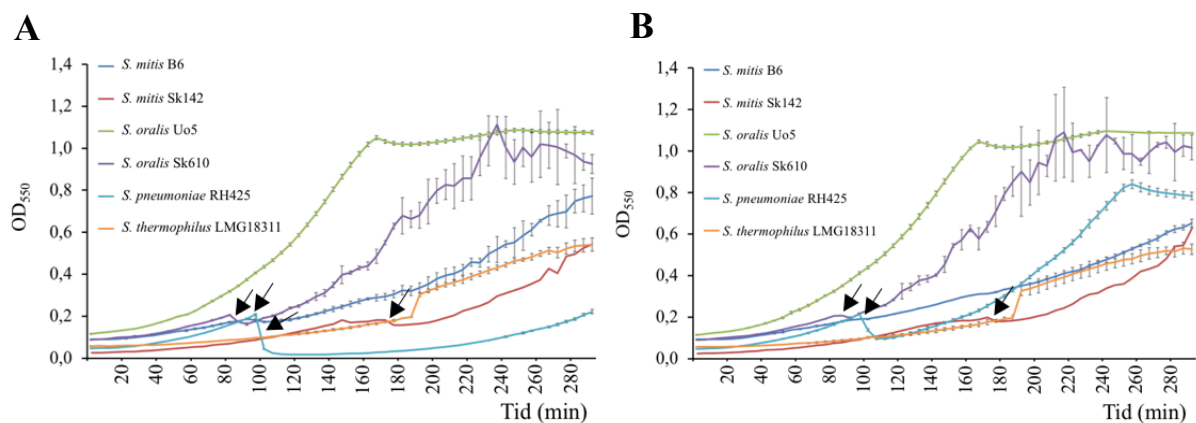 A
OD550
1,4
1,2
1,0
0,8
0,6
0,4
0,2
0,0
S. mitis B6
S. mitis Sk142
S. oralis Uo5
S. oralis Sk610
S. pneumoniae RH425
S. thermophilus LMG18311
20 40 60 80 100 120 140 160 180 200 220 240 260 280
Tid (min)
B
OD550
1,4
1,2
1,0
0,8
0,6
0,4
0,2
0,0
S. mitis B6
S. mitis Sk142
S. oralis Uo5
S. oralis Sk610
S. pneumoniae RH425
S. thermophilus LMG18311
20 40 60 80 100 120 140 160 180 200 220 240 260 280
Tid (min)